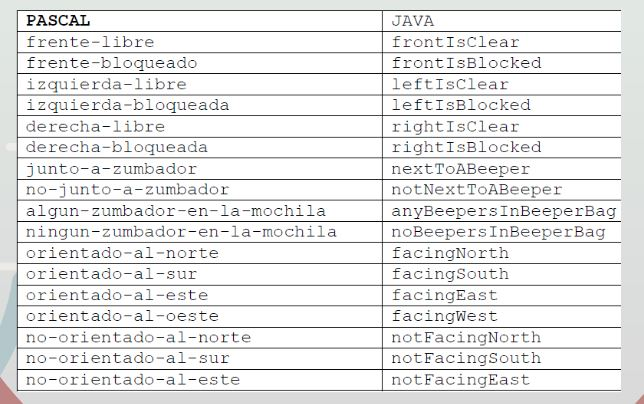 PASCAL JAVA
frente-libre frontIsClear
frente-bloqueado frontIsBlocked
izquierda-libre leftIsClear
izquierda-bloqueada leftIsBlocked
derecha-libre rightIsClear
derecha-bloqueada rightIsBlocked
junto-a-zumbador nextToABeeper
no-junto-a-zumbador notNextToABeeper
algun-zumbador-en-la-mochila anyBeepersInBeeperBag
ningun-zumbador-en-la-mochila noBeepersInBeeperBag
orientado-al-norte facingNorth
orientado-al-sur facingSouth
orientado-al-este facingEast
orientado-al-oeste facingWest
no-orientado-al-norte notFacingNorth
no-orientado-al-sur notFacingSouth
no-orientado-al-este notFacingEast